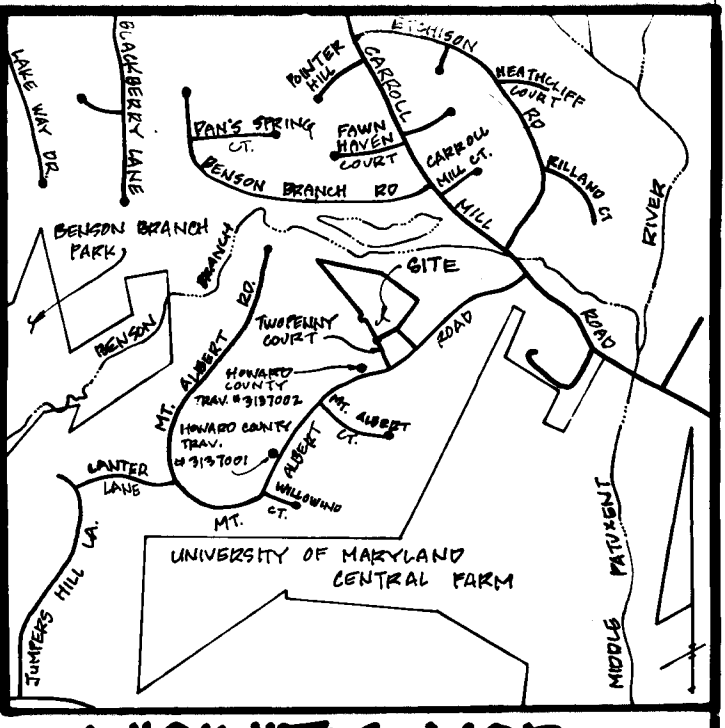 LAKE WAY DR.
BLACKBERRY LANE
POINTER
HILL
CARROLL
ETCHISON
RD
HEATHCLIFF
COURT
PAN'S SPRING
CT.
FAWN
HAVEN
COURT
CARROLL
MILL CT.
MILL
RILLAND CT
BENSON BRANCH RD
BENSON BRANCH
PARK
BRANCH
BENSON
RIVER
SITE
TWOPENNY
COURT
ROAD
ROAD
MT. ALBERT RD.
HOWARD
COUNTY
TRAV. #3137002
HOWARD COUNTY
TRAV.
#3137001
MT. ALBERT
CT.
ALBERT
MT.
WILLOWIND
CT.
LANTER
LANE
JUMPERS HILL LA.
UNIVERSITY OF MARYLAND
CENTRAL FARM
MIDDLE PATUXENT